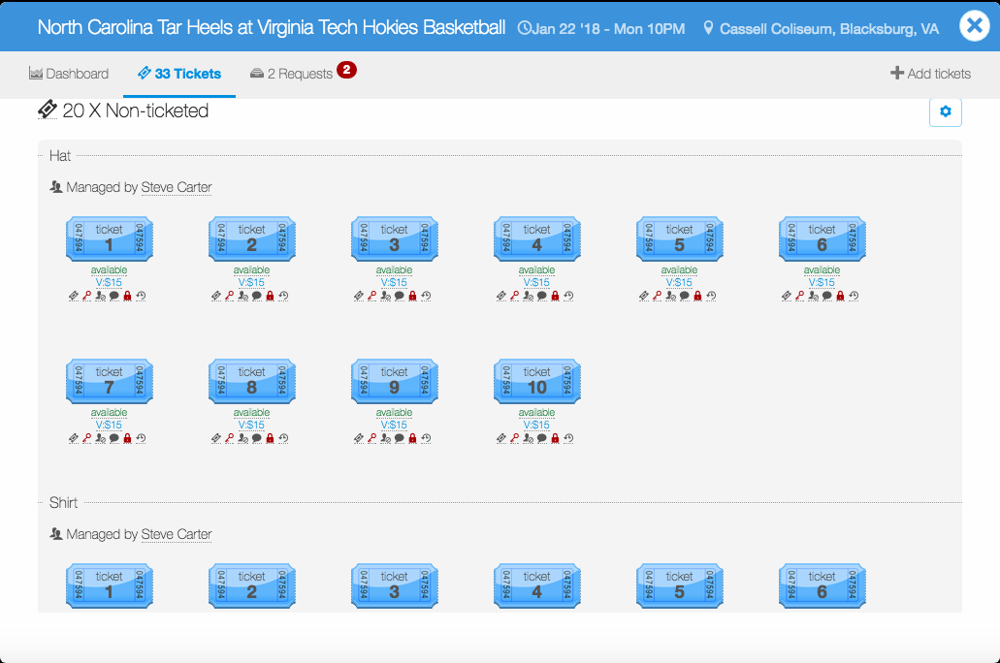 North Carolina Tar Heels at Virginia Tech Hokies Basketball Jan 22 '18 - Mon 10PM Cassell Coliseum, Blacksburg, VA
Dashboard 33 Tickets 2 Requests 2 Add tickets
20 X Non-ticketed
Hat
Managed by Steve Carter
047594 ticket 1 047594 047594 ticket 2 047594 047594 ticket 3 047594 047594 ticket 4 047594 047594 ticket 5 047594 047594 ticket 6 047594
available available available available available available
V:$15 V:$15 V:$15 V:$15 V:$15 V:$15
047594 ticket 7 047594 047594 ticket 8 047594 047594 ticket 9 047594 047594 ticket 10 047594
available available available available
V:$15 V:$15 V:$15 V:$15
Shirt
Managed by Steve Carter
047594 ticket 1 047594 047594 ticket 2 047594 047594 ticket 3 047594 047594 ticket 4 047594 047594 ticket 5 047594 047594 ticket 6 047594